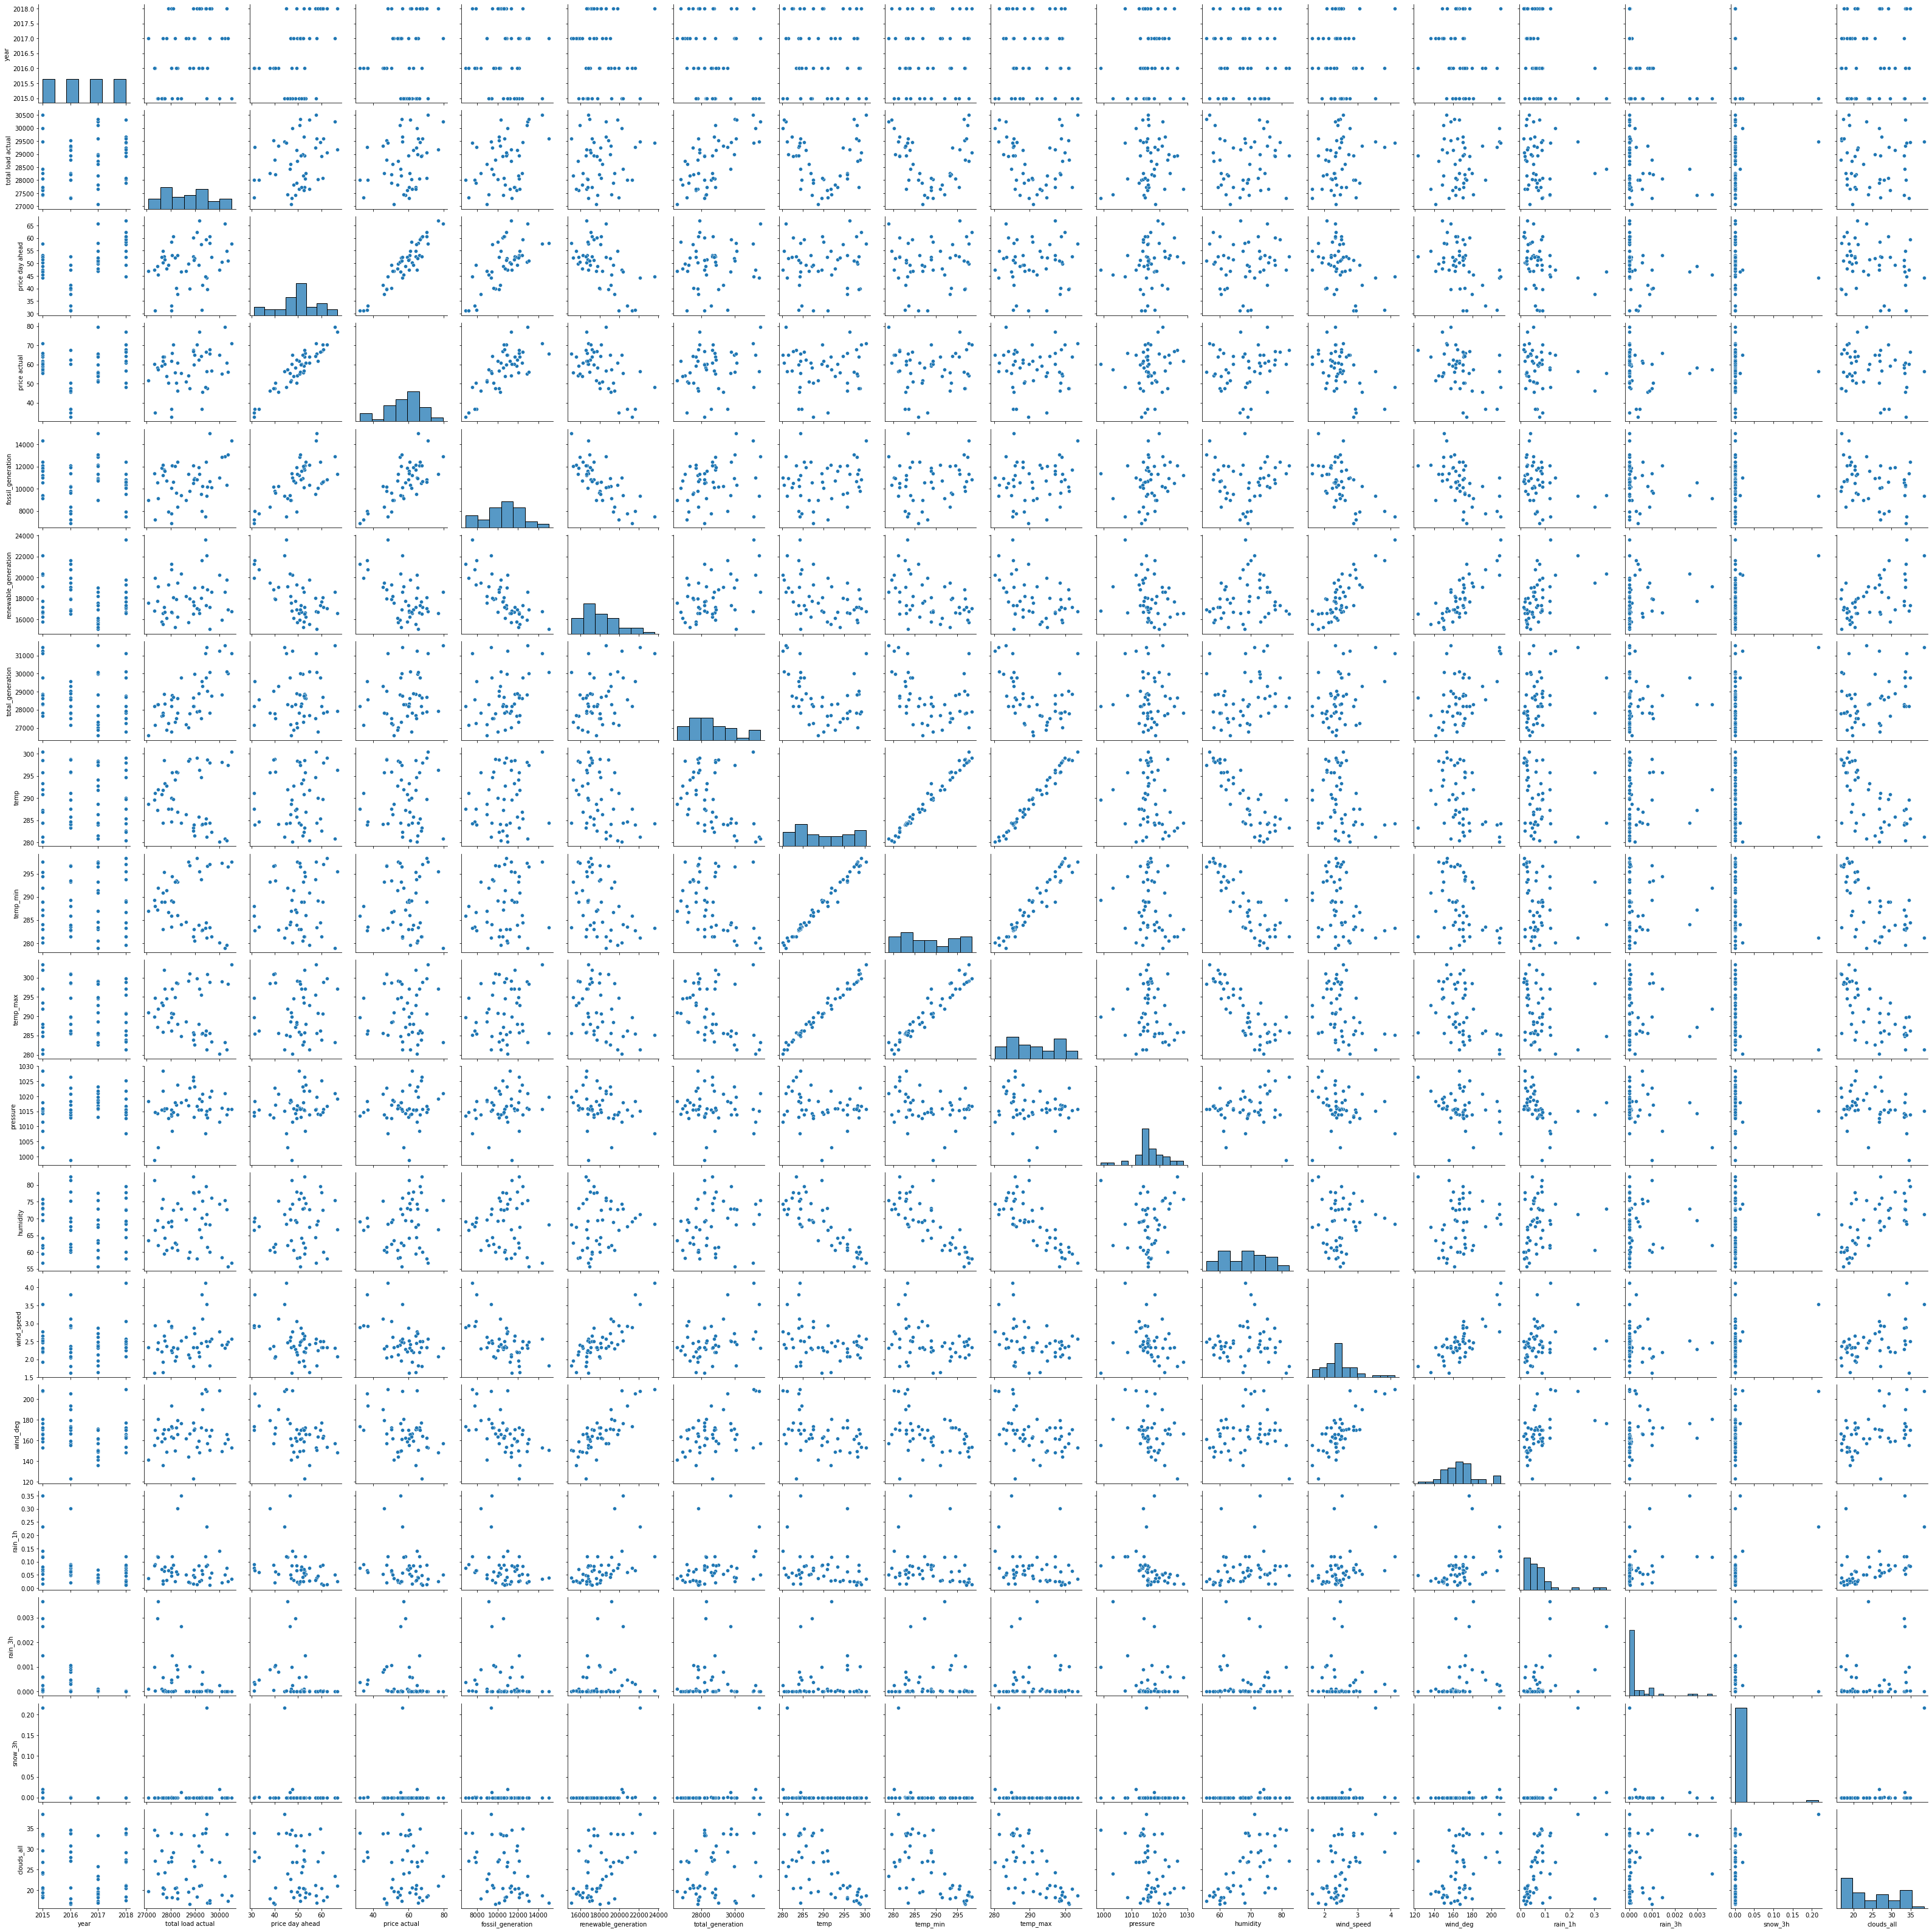 2018.0
2017.5
2017.0
2016.5
2016.0
2015.5
2015.0
year
30500
30000
29500
29000
28500
28000
27500
27000
total load actual
65
60
55
50
45
40
35
30
price day ahead
80
70
60
50
40
price actual
14000
12000
10000
8000
fossil_generation
24000
22000
20000
18000
16000
renewable_generation
31000
30000
29000
28000
27000
total_generation
300
295
290
285
280
temp
295
290
285
280
temp_min
300
295
290
285
280
temp_max
1030
1025
1020
1015
1010
1005
1000
pressure
80
75
70
65
60
55
humidity
4.0
3.5
3.0
2.5
2.0
1.5
wind_speed
200
180
160
140
120
wind_deg
0.35
0.30
0.25
0.20
0.15
0.10
0.05
0.00
rain_1h
0.003
0.002
0.001
0.000
rain_3h
0.20
0.15
0.10
0.05
0.00
snow_3h
35
30
25
20
clouds_all
2015 2016 2017 2018
year
27000 28000 29000 30000
total load actual
30 40 50 60
price day ahead
40 60 80
price actual
8000 10000 12000 14000
fossil_generation
16000 18000 20000 22000 24000
renewable_generation
28000 30000
total_generation
280 285 290 295 300
temp
280 285 290 295
temp_min
280 290 300
temp_max
1000 1010 1020 1030
pressure
60 70 80
humidity
2 3 4
wind_speed
120 140 160 180 200
wind_deg
0.0 0.1 0.2 0.3
rain_1h
0.000 0.001 0.002 0.003
rain_3h
0.00 0.05 0.10 0.15 0.20
snow_3h
20 25 30 35
clouds_all